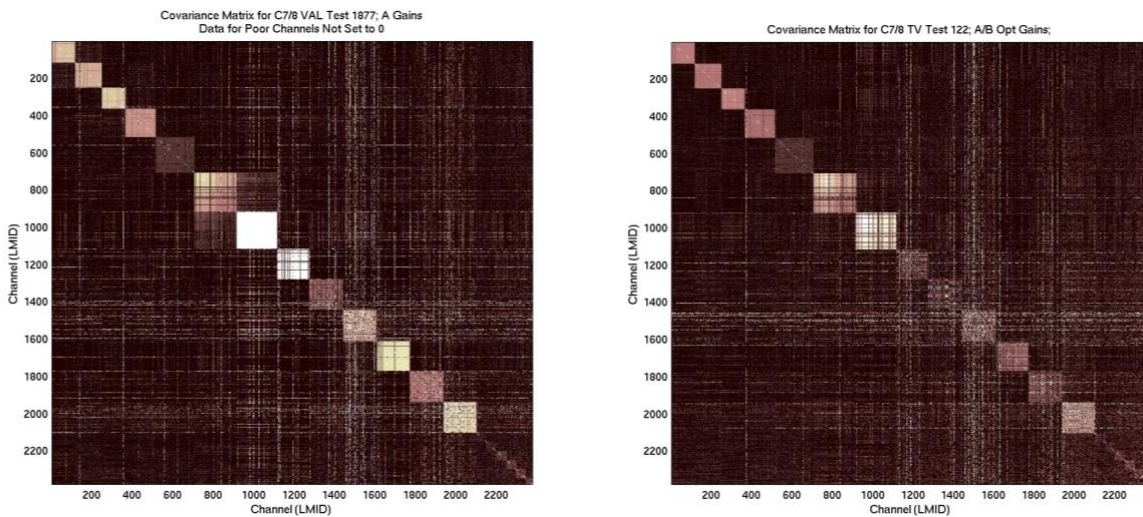 Covariance Matrix for C7/8 VAL Test 1877; A Gains
Data for Poor Channels Not Set to 0
200
400
600
800
1000
1200
1400
1600
1800
2000
2200
Channel (LMID)
200 400 600 800 1000 1200 1400 1600 1800 2000 2200
Channel (LMID)
Covariance Matrix for C7/8 TV Test 122; A/B Opt Gains;
200
400
600
800
1000
1200
1400
1600
1800
2000
2200
Channel (LMID)
200 400 600 800 1000 1200 1400 1600 1800 2000 2200
Channel (LMID)